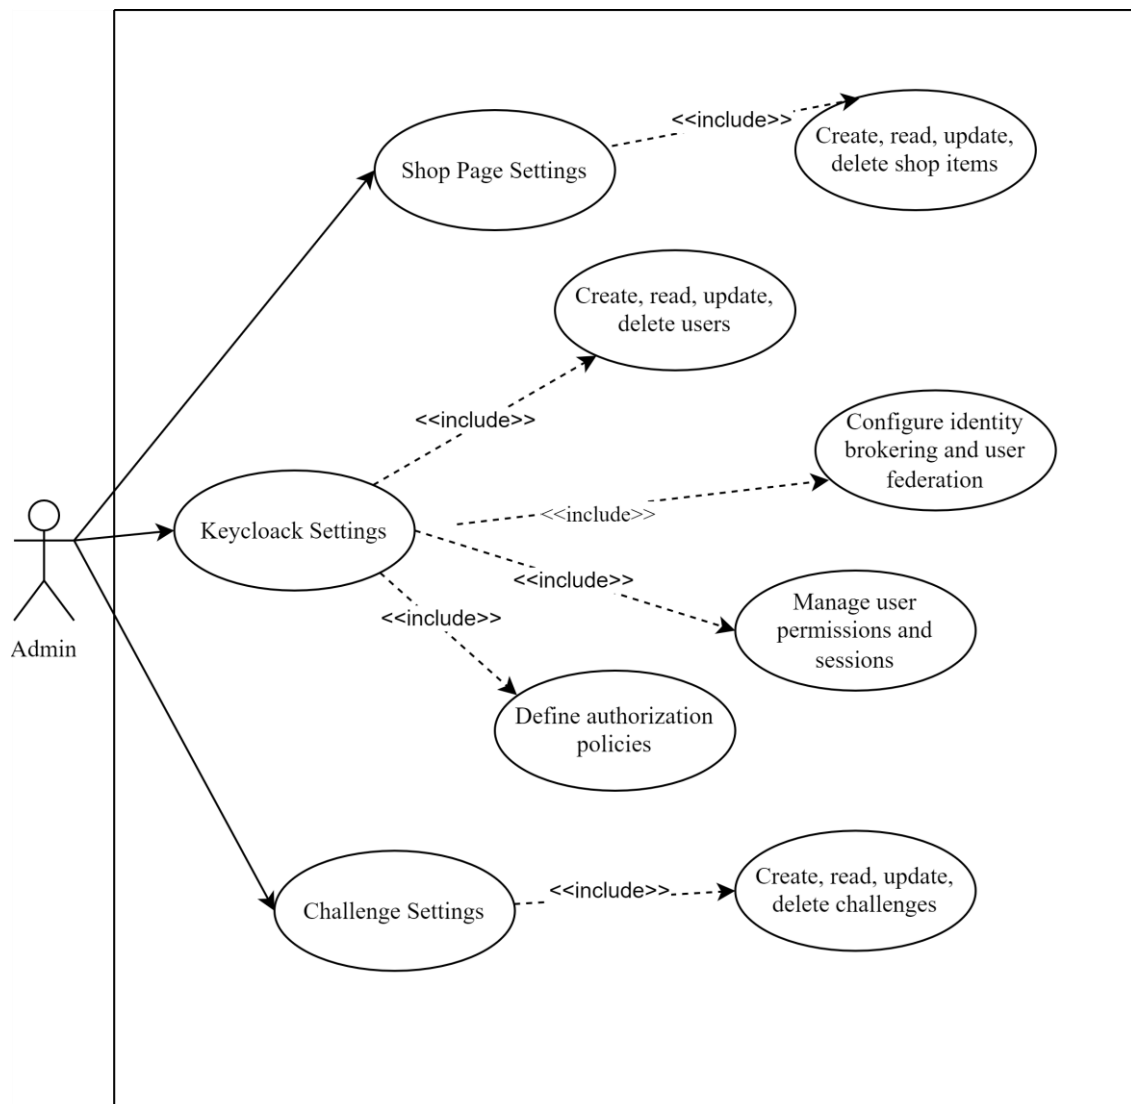 <<include>>
Create, read, update,
delete shop items
Shop Page Settings
Create, read, update,
delete users
<<include>>
Configure identity
brokering and user
federation
<<include>>
Keycloack Settings
<<include>>
Manage user
permissions and
sessions
<<include>>
Admin
Define authorization
policies
Create, read, update,
delete challenges
<<include>>
Challenge Settings